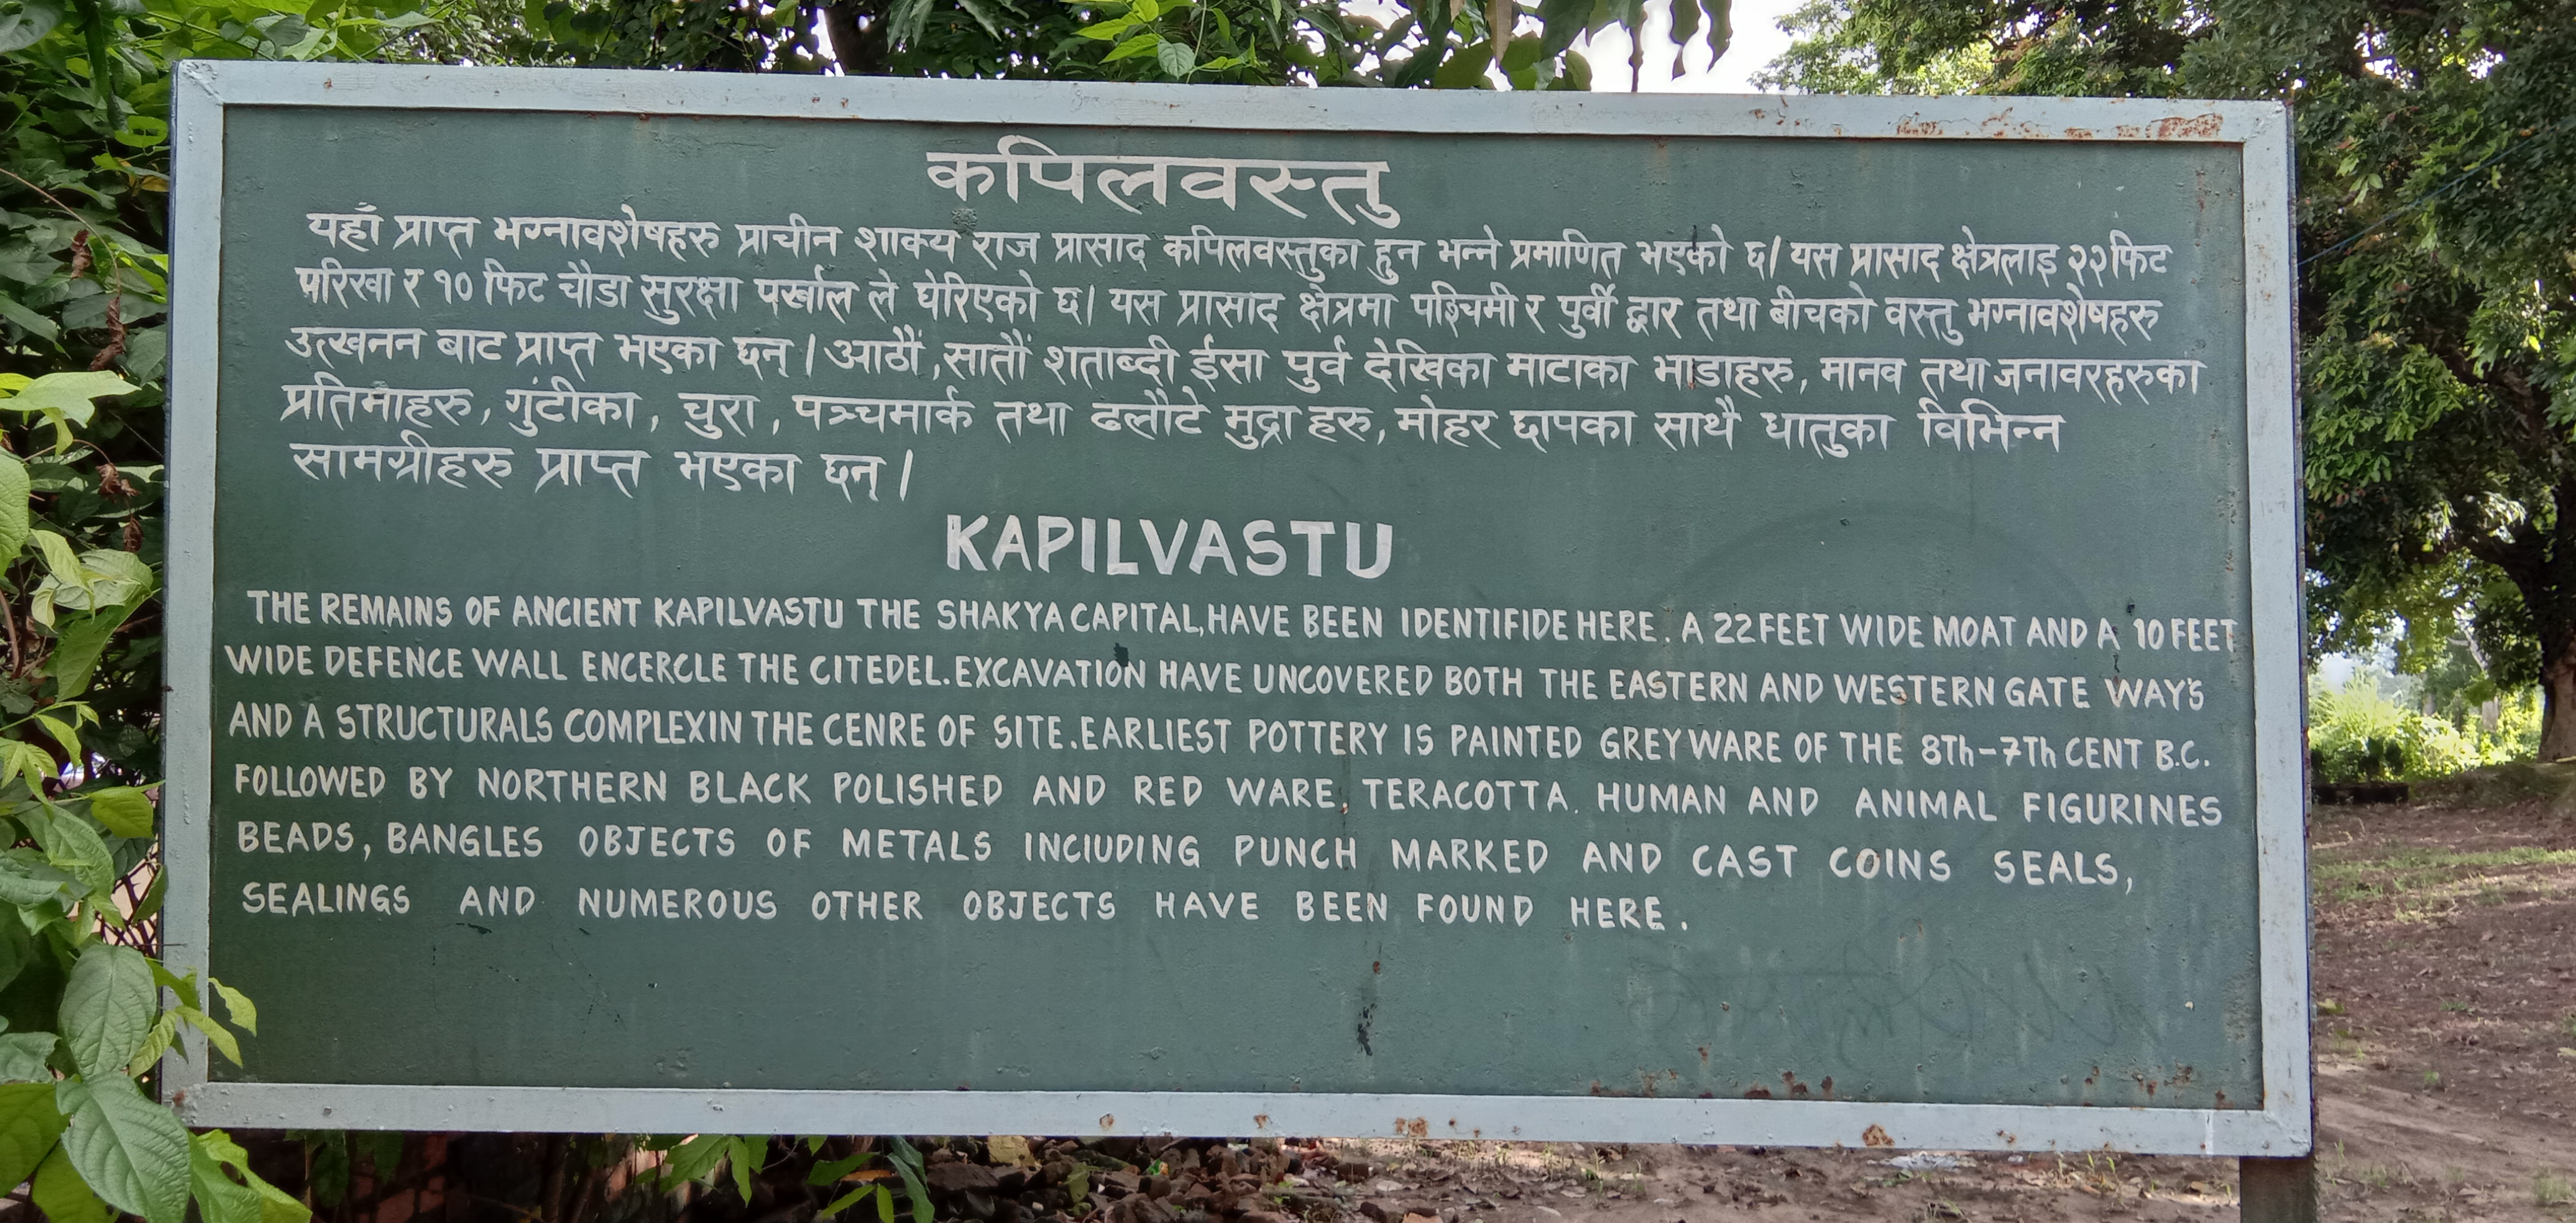 कपिलवस्तु
यहाँ प्राप्त भग्नावशेषहरु प्राचीन शाक्य राज प्रासाद कपिलवस्तुका हुन भन्ने प्रमाणित भएको छ। यस प्रासाद क्षेत्रलाइ २२फिट
परिखा र १० फिट चौडा सुरक्षा पर्खाल ले घेरिएको छ। यस प्रासाद क्षेत्रमा पश्चिमी र पुर्वी द्वार तथा बीचको वस्तु भग्नावशेषहरु
उत्खनन बाट प्राप्त भएका छन्। आठौं,सातौं शताब्दी ईसा पुर्व देखिका माटाका भाडाहरु, मानव तथा जनावरहरुका
प्रतिमाहरु, गुंटीका, चुरा, पञ्चमार्क तथा ढलौटे मुद्रा हरु, मोहर छापका साथै धातुका विभिन्न
सामग्रीहरु प्राप्त भएका छन्।
KAPILVASTU
THE REMAINS OF ANCIENT KAPILVASTU THE SHAKYA CAPITAL,HAVE BEEN IDENTIFIDE HERE. A 22FEET WIDE MOAT AND A 10 FEET
WIDE DEFENCE WALL ENCERCLE THE CITEDEL.EXCAVATION HAVE UNCOVERED BOTH THE EASTERN AND WESTERN GATE WAY'S
AND A STRUCTURALS COMPLEXIN THE CENRE OF SITE.EARLIEST POTTERY IS PAINTED GREYWARE OF THE 8Th-7Th CENT B.C.
FOLLOWED BY NORTHERN BLACK POLISHED AND RED WARE, TERACOTTA. HUMAN AND ANIMAL FIGURINES
BEADS, BANGLES OBJECTS OF METALS INCIUDING PUNCH MARKED AND CAST COINS SEALS,
SEALINGS AND NUMEROUS OTHER OBJECTS HAVE BEEN FOUND HERE.